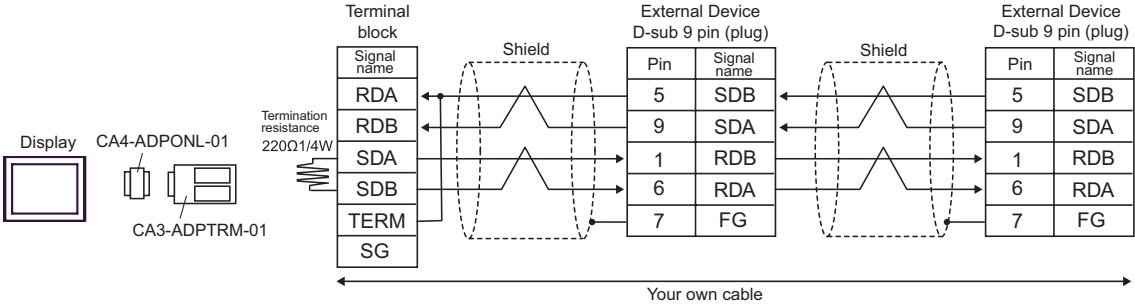 Display
CA4-ADPONL-01
CA3-ADPTRM-01
Termination
resistance
220Ω1/4W
Terminal
block
Signal
name
RDA
RDB
SDA
SDB
TERM
SG
Shield
External Device
D-sub 9 pin (plug)
Pin Signal
name
5 SDB
9 SDA
1 RDB
6 RDA
7 FG
Shield
External Device
D-sub 9 pin (plug)
Pin Signal
name
5 SDB
9 SDA
1 RDB
6 RDA
7 FG
Your own cable